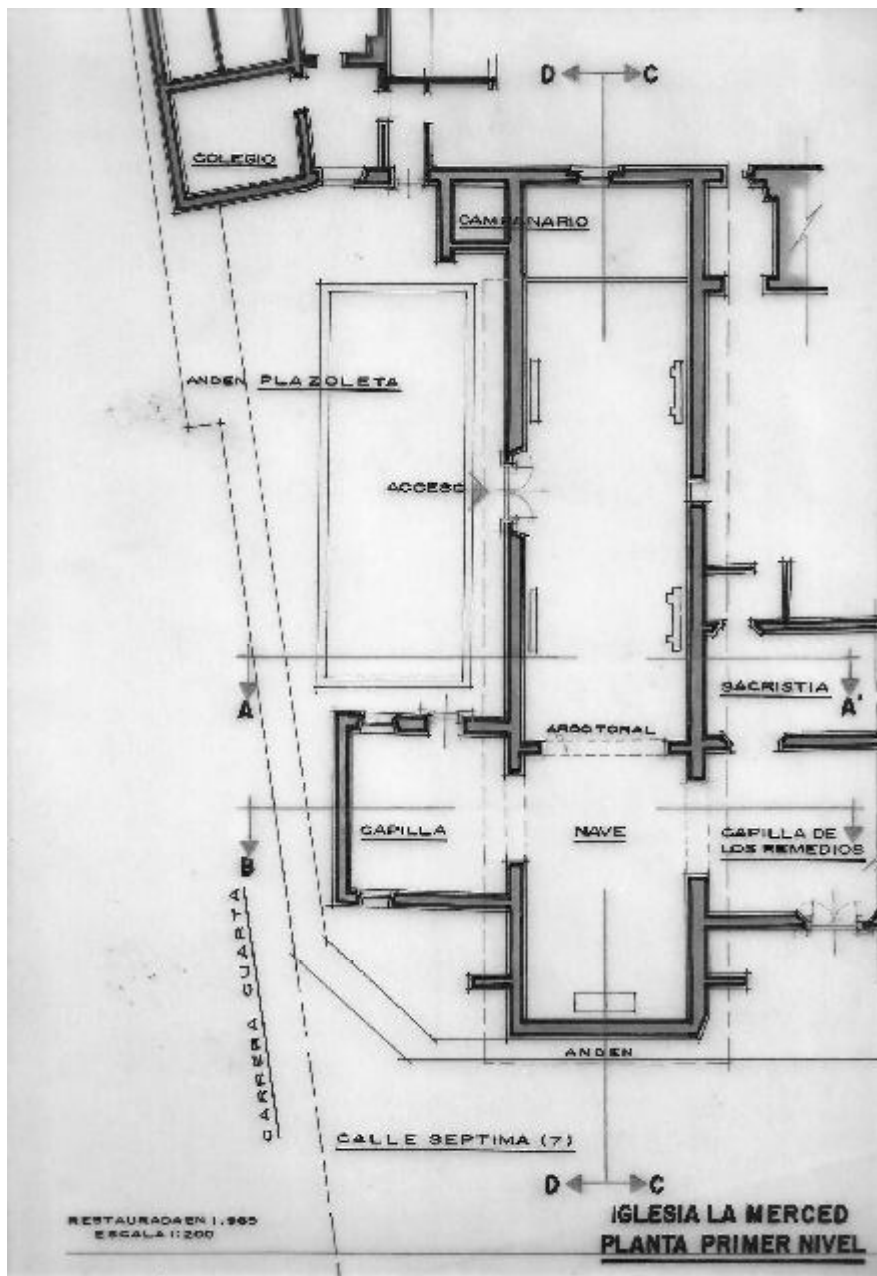 D C
COLEGIO
CAMPANARIO
ANDEN PLAZOLETA
ACCESO
A
SACRISTIA
A'
ARCO TORAL
CAPILLA
NAVE
CAPILLA DE
LOS REMEDIOS
B
CARRERA CUARTA
ANDEN
CALLE SEPTIMA (7)
D C
RESTAURADA EN 1.965
ESCALA 1:200
IGLESIA LA MERCED
PLANTA PRIMER NIVEL